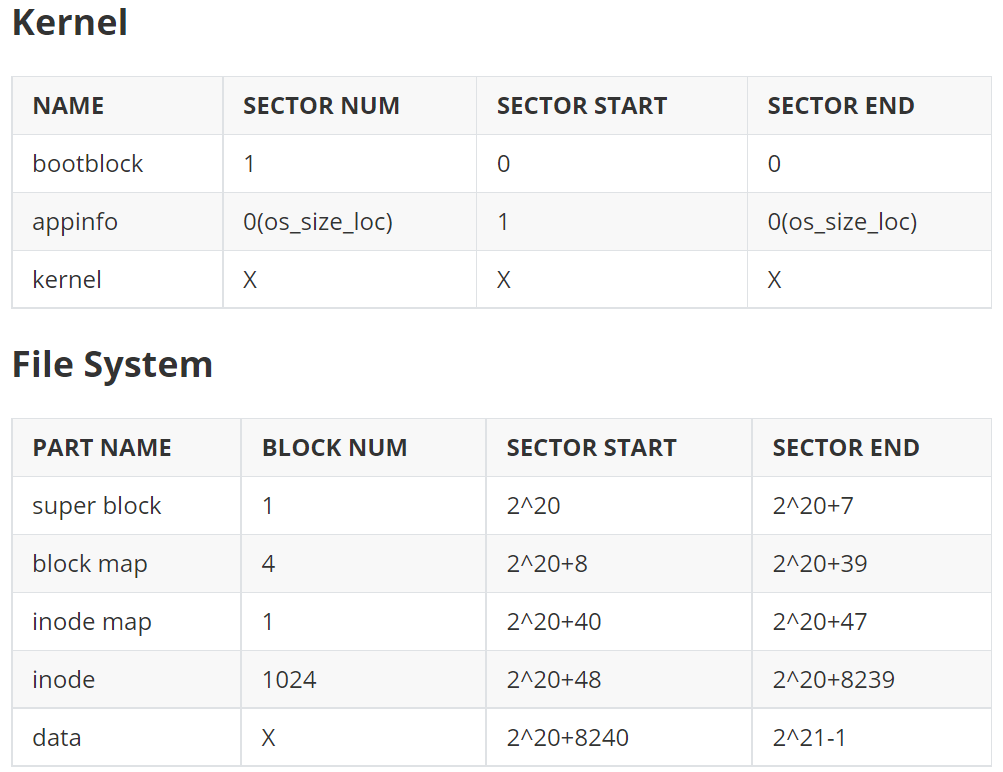 Kernel
NAME SECTOR NUM SECTOR START SECTOR END
bootblock 1 0 0
appinfo 0(os_size_loc) 1 0(os_size_loc)
kernel X X X
File System
PART NAME BLOCK NUM SECTOR START SECTOR END
super block 1 2^20 2^20+7
block map 4 2^20+8 2^20+39
inode map 1 2^20+40 2^20+47
inode 1024 2^20+48 2^20+8239
data X 2^20+8240 2^21-1